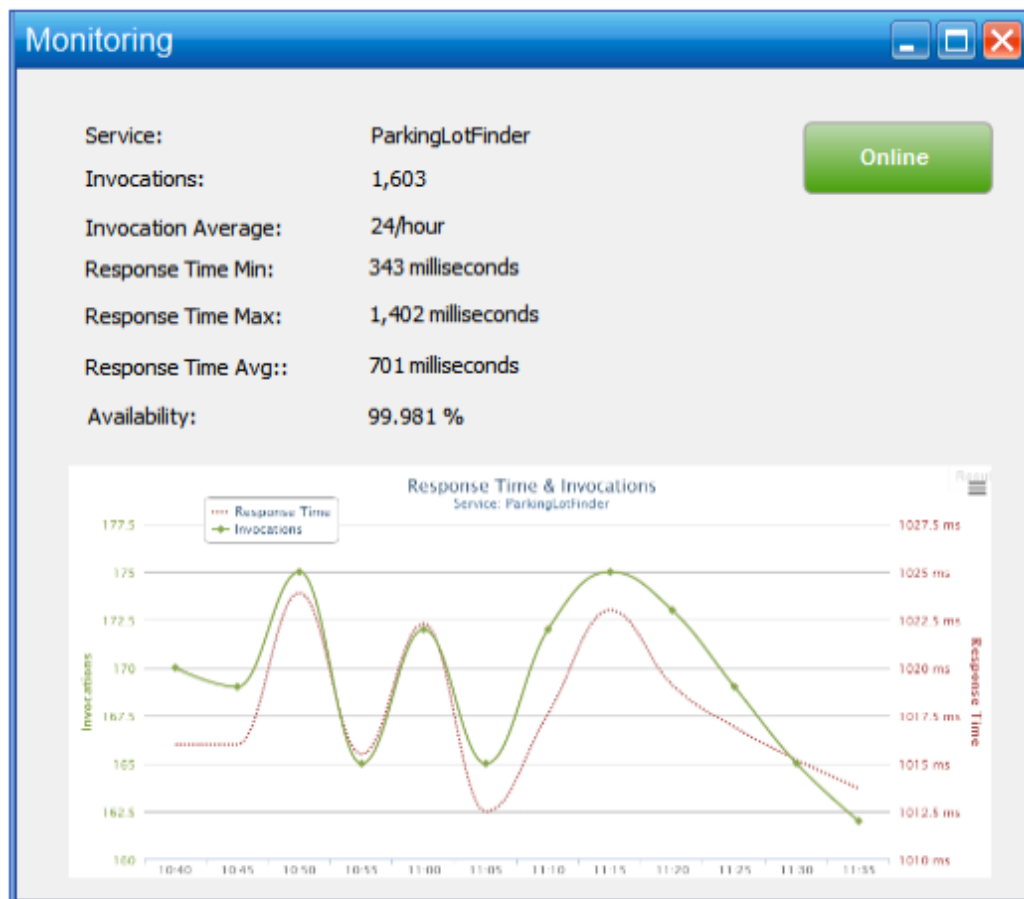 Monitoring
Service: ParkingLotFinder
Online
Invocations: 1,603
Invocation Average: 24/hour
Response Time Min: 343 milliseconds
Response Time Max: 1,402 milliseconds
Response Time Avg:: 701 milliseconds
Availability: 99.981 %
Response Time & Invocations
Service: ParkingLotFinder
Response Time
Invocations
177.5
175
172.5
170
167.5
165
162.5
160
Invocations
1027.5 ms
1025 ms
1022.5 ms
1020 ms
1017.5 ms
1015 ms
1012.5 ms
1010 ms
Response Time
10:40 10:45 10:50 10:55 11:00 11:05 11:10 11:15 11:20 11:25 11:30 11:35